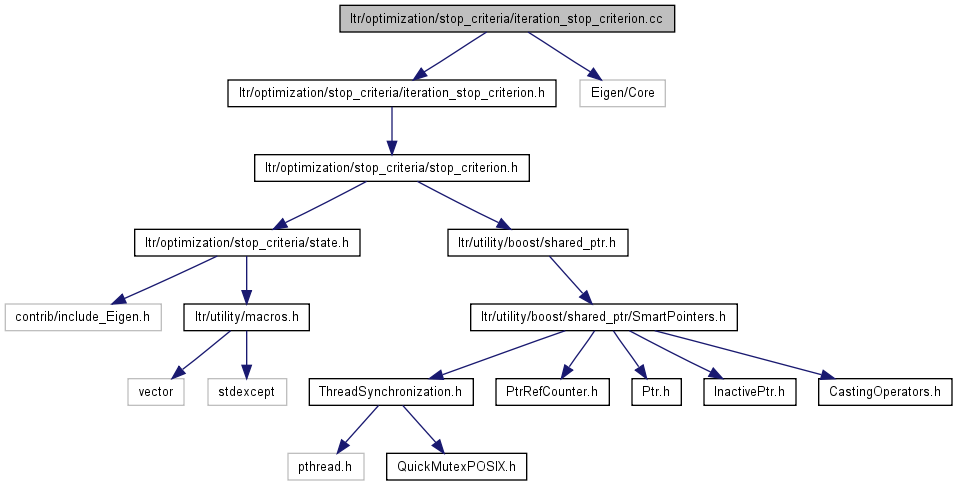 ltr/optimization/stop_criteria/iteration_stop_criterion.cc
ltr/optimization/stop_criteria/iteration_stop_criterion.h
Eigen/Core
ltr/optimization/stop_criteria/stop_criterion.h
ltr/optimization/stop_criteria/state.h
ltr/utility/boost/shared_ptr.h
contrib/include_Eigen.h
ltr/utility/macros.h
ltr/utility/boost/shared_ptr/SmartPointers.h
vector
stdexcept
ThreadSynchronization.h
PtrRefCounter.h
Ptr.h
InactivePtr.h
CastingOperators.h
pthread.h
QuickMutexPOSIX.h